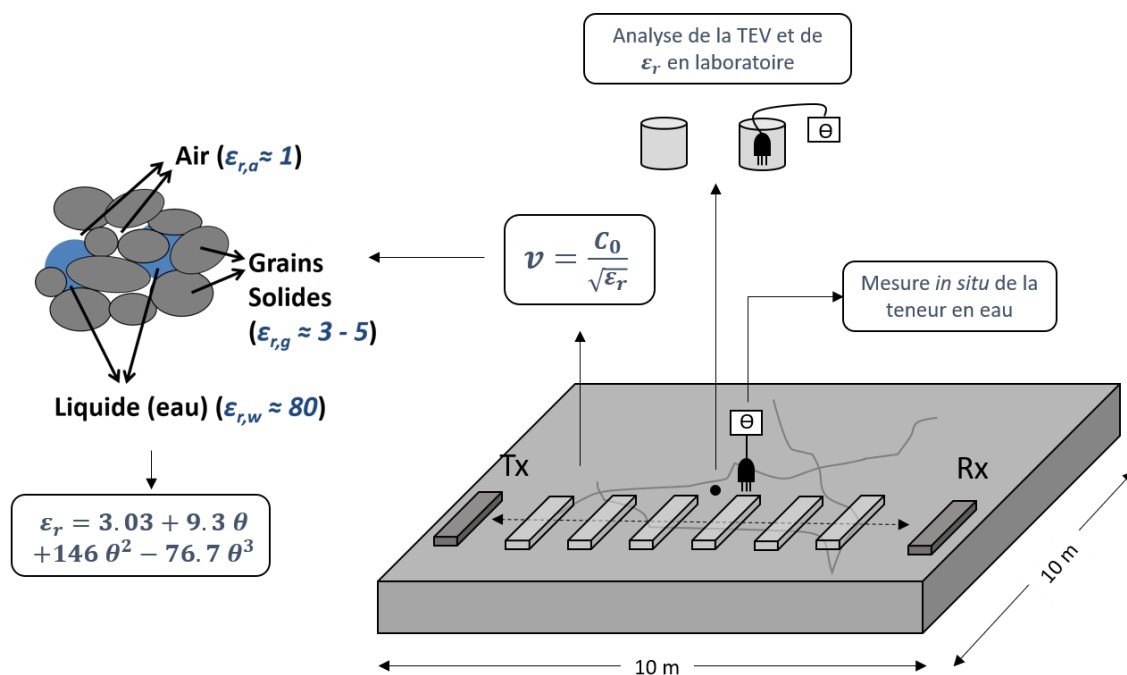 Analyse de la TEV et de
εr en laboratoire
θ
Air (εr,a ≈ 1)
v = C0 / √εr
Grains
Solides
(εr,g ≈ 3 - 5)
Mesure in situ de la
teneur en eau
Liquide (eau) (εr,w ≈ 80)
θ
Tx
Rx
εr = 3.03 + 9.3 θ
+146 θ² − 76.7 θ³
10 m
10 m